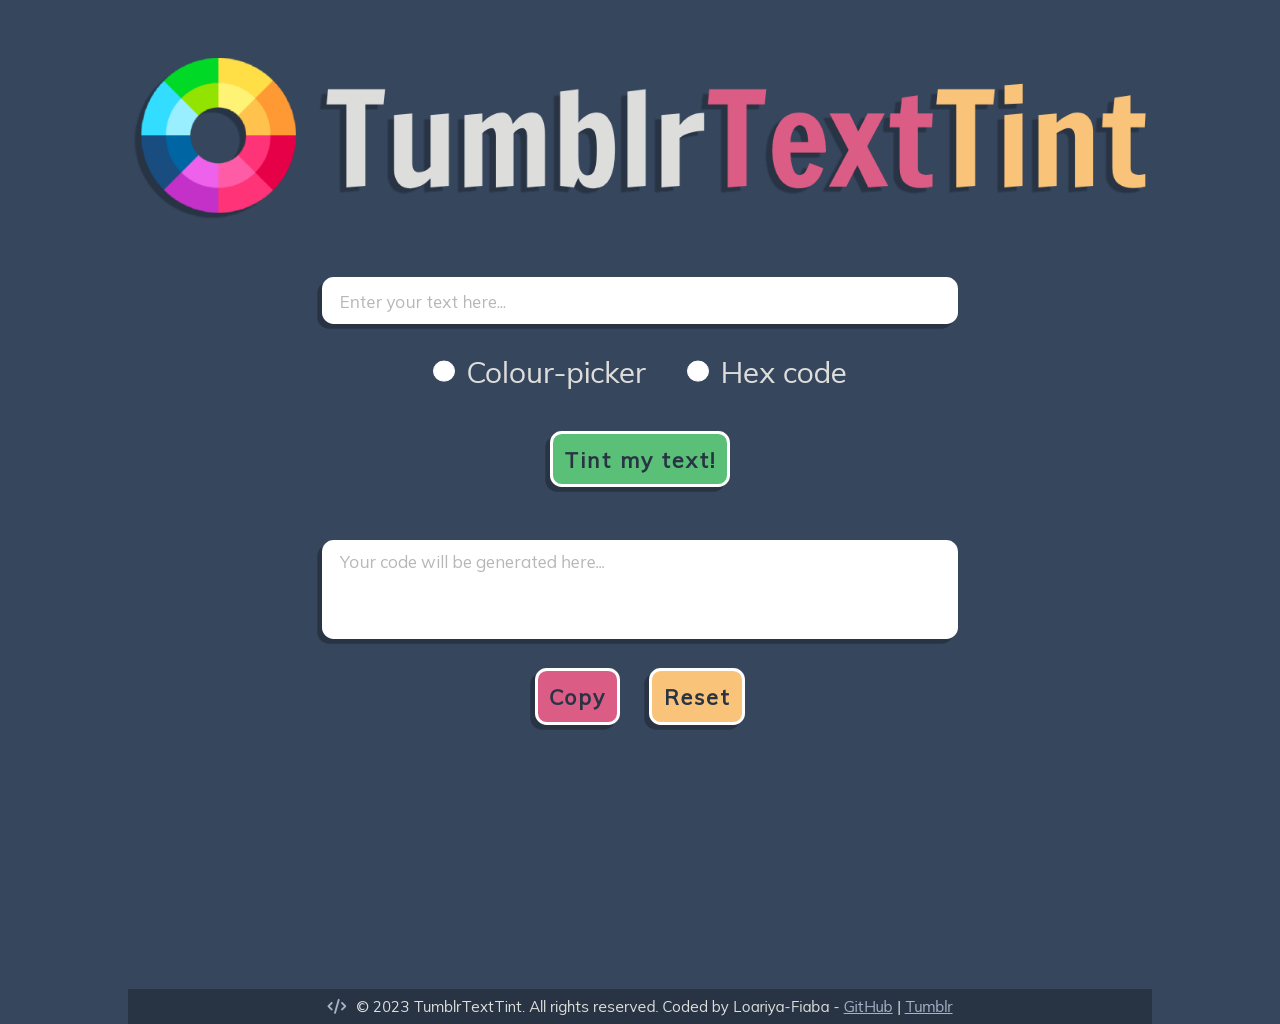 TumblrTextTint
Enter your text here...
Colour-picker Hex code
Tint my text!
Your code will be generated here...
Copy Reset
© 2023 TumblrTextTint. All rights reserved. Coded by Loariya-Fiaba - GitHub | Tumblr